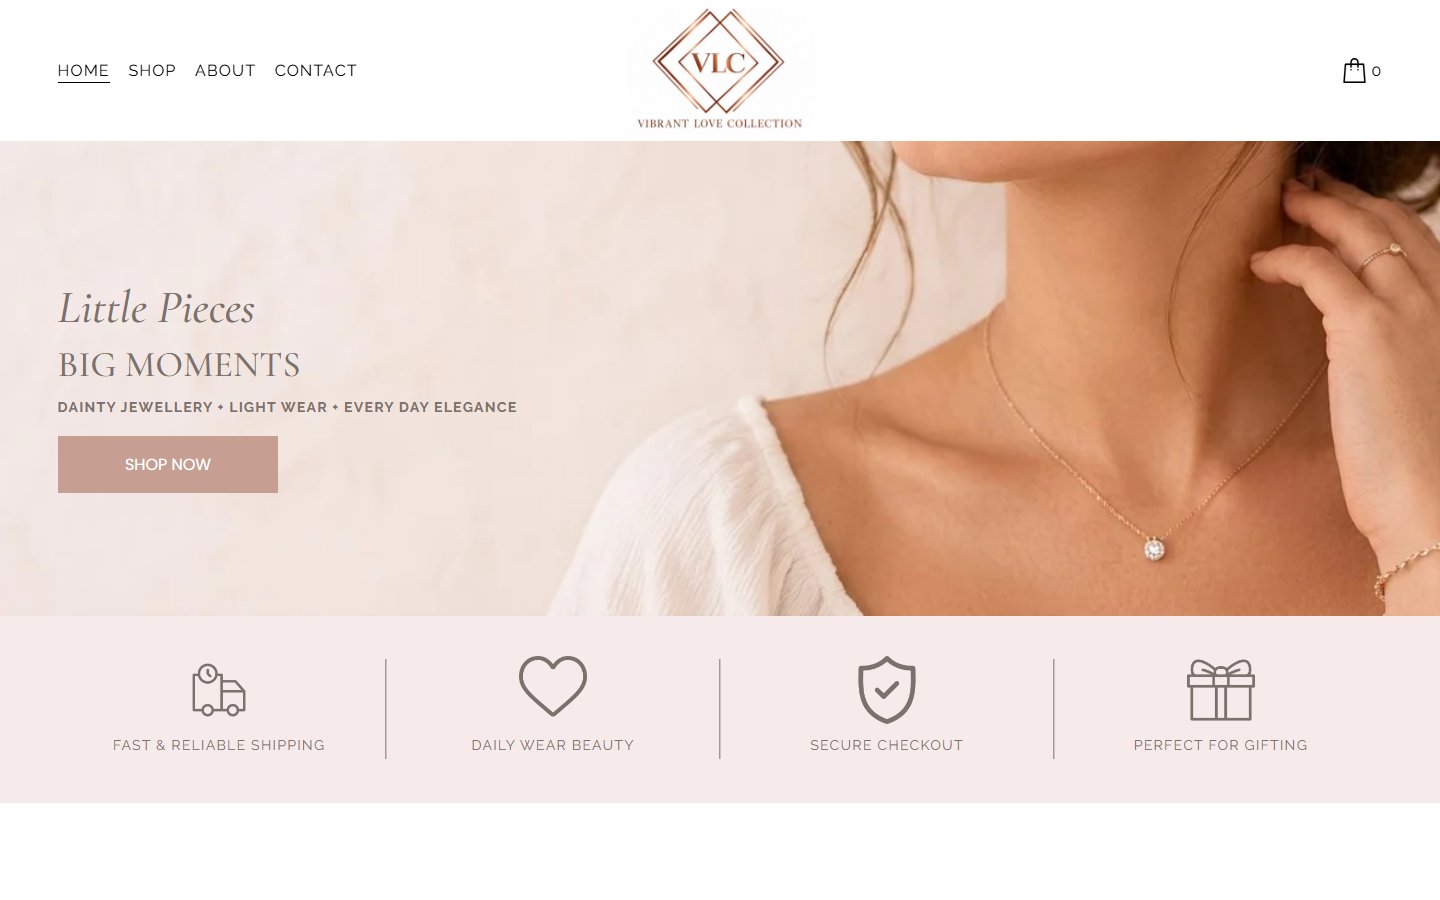 HOME SHOP ABOUT CONTACT
VLC
VIBRANT LOVE COLLECTION
0
Little Pieces
BIG MOMENTS
DAINTY JEWELLERY • LIGHT WEAR • EVERY DAY ELEGANCE
SHOP NOW
FAST & RELIABLE SHIPPING
DAILY WEAR BEAUTY
SECURE CHECKOUT
PERFECT FOR GIFTING